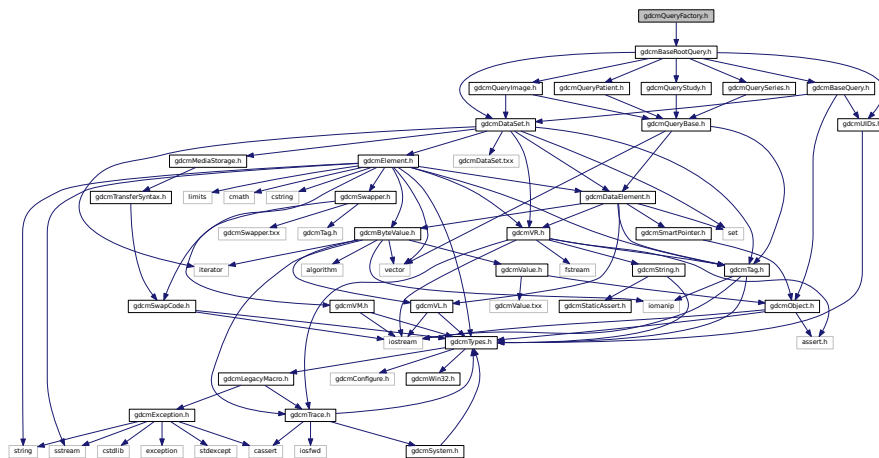 gdcmQueryFactory.h
gdcmBaseRootQuery.h
gdcmQueryImage.h
gdcmQueryPatient.h
gdcmQueryStudy.h
gdcmQuerySeries.h
gdcmBaseQuery.h
gdcmDataSet.h
gdcmQueryBase.h
gdcmUIDs.h
gdcmMediaStorage.h
gdcmElement.h
gdcmDataSet.txx
gdcmTransferSyntax.h
limits
cmath
cstring
gdcmSwapper.h
gdcmDataElement.h
gdcmSwapper.txx
gdcmTag.h
gdcmByteValue.h
gdcmVR.h
gdcmSmartPointer.h
set
iterator
algorithm
vector
gdcmValue.h
fstream
gdcmString.h
gdcmTag.h
gdcmSwapCode.h
gdcmVM.h
gdcmVL.h
gdcmValue.txx
gdcmStaticAssert.h
iomanip
gdcmObject.h
iostream
gdcmTypes.h
assert.h
gdcmLegacyMacro.h
gdcmConfigure.h
gdcmWin32.h
gdcmException.h
gdcmTrace.h
string
sstream
cstdlib
exception
stdexcept
cassert
iosfwd
gdcmSystem.h